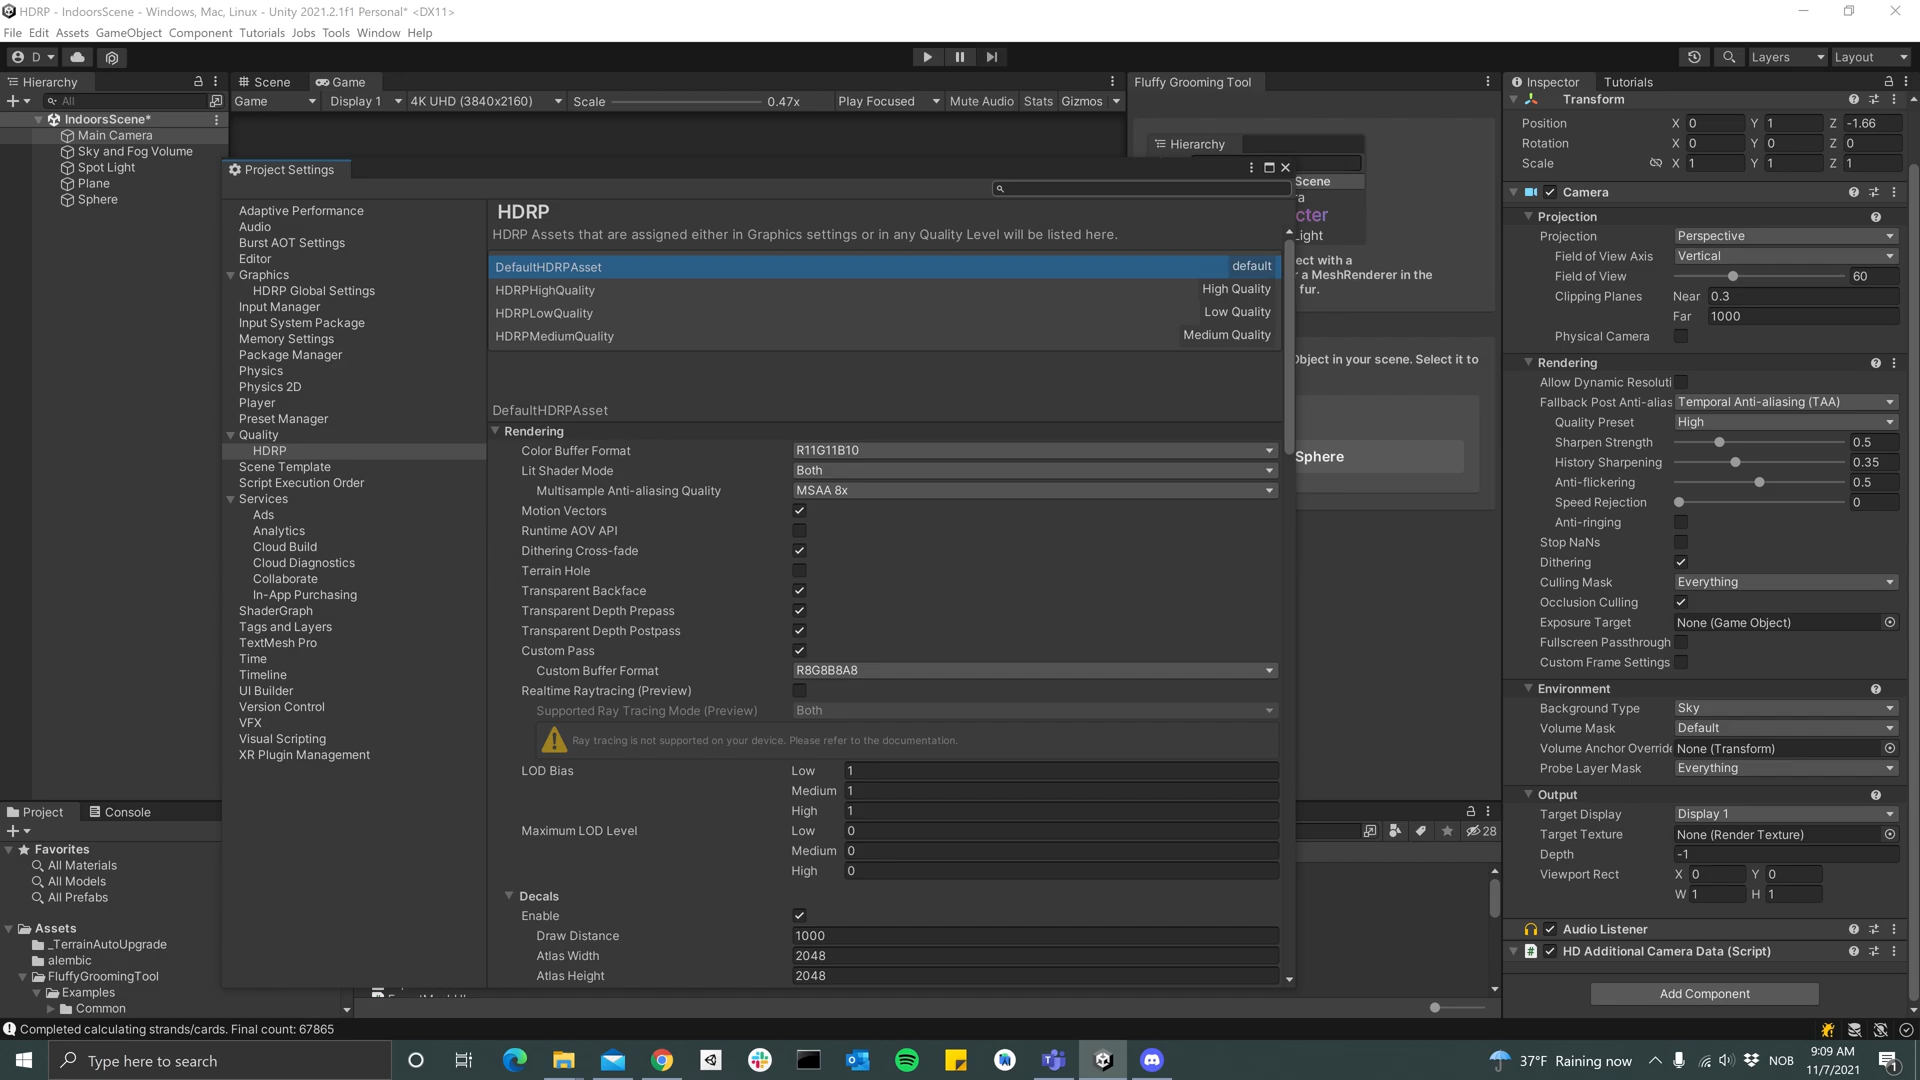 HDRP - IndoorsScene - Windows, Mac, Linux - Unity 2021.2.1f1 Personal* <DX11>
File Edit Assets GameObject Component Tutorials Jobs Tools Window Help
D
Layers
Layout
Hierarchy
All
IndoorsScene*
Main Camera
Sky and Fog Volume
Spot Light
Plane
Sphere
Scene
Game
Game Display 1 4K UHD (3840x2160) Scale 0.47x Play Focused Mute Audio Stats Gizmos
Fluffy Grooming Tool
Hierarchy
Scene
ra
cter
Light
ect with a
r a MeshRenderer in the
fur.
Object in your scene. Select it to
Sphere
Project Settings
Adaptive Performance
Audio
Burst AOT Settings
Editor
Graphics
HDRP Global Settings
Input Manager
Input System Package
Memory Settings
Package Manager
Physics
Physics 2D
Player
Preset Manager
Quality
HDRP
Scene Template
Script Execution Order
Services
Ads
Analytics
Cloud Build
Cloud Diagnostics
Collaborate
In-App Purchasing
ShaderGraph
Tags and Layers
TextMesh Pro
Time
Timeline
UI Builder
Version Control
VFX
Visual Scripting
XR Plugin Management
HDRP
HDRP Assets that are assigned either in Graphics settings or in any Quality Level will be listed here.
DefaultHDRPAsset default
HDRPHighQuality High Quality
HDRPLowQuality Low Quality
HDRPMediumQuality Medium Quality
DefaultHDRPAsset
Rendering
Color Buffer Format R11G11B10
Lit Shader Mode Both
Multisample Anti-aliasing Quality MSAA 8x
Motion Vectors
Runtime AOV API
Dithering Cross-fade
Terrain Hole
Transparent Backface
Transparent Depth Prepass
Transparent Depth Postpass
Custom Pass
Custom Buffer Format R8G8B8A8
Realtime Raytracing (Preview)
Supported Ray Tracing Mode (Preview) Both
Ray tracing is not supported on your device. Please refer to the documentation.
LOD Bias Low 1
Medium 1
High 1
Maximum LOD Level Low 0
Medium 0
High 0
Decals
Enable
Draw Distance 1000
Atlas Width 2048
Atlas Height 2048
Inspector Tutorials
Transform
Position X 0 Y 1 Z -1.66
Rotation X 0 Y 0 Z 0
Scale X 1 Y 1 Z 1
Camera
Projection
Projection Perspective
Field of View Axis Vertical
Field of View 60
Clipping Planes Near 0.3
Far 1000
Physical Camera
Rendering
Allow Dynamic Resoluti
Fallback Post Anti-alias Temporal Anti-aliasing (TAA)
Quality Preset High
Sharpen Strength 0.5
History Sharpening 0.35
Anti-flickering 0.5
Speed Rejection 0
Anti-ringing
Stop NaNs
Dithering
Culling Mask Everything
Occlusion Culling
Exposure Target None (Game Object)
Fullscreen Passthrough
Custom Frame Settings
Environment
Background Type Sky
Volume Mask Default
Volume Anchor Override None (Transform)
Probe Layer Mask Everything
Output
Target Display Display 1
Target Texture None (Render Texture)
Depth -1
Viewport Rect X 0 Y 0
W 1 H 1
Audio Listener
HD Additional Camera Data (Script)
Add Component
Project Console
28
Favorites
All Materials
All Models
All Prefabs
Assets
_TerrainAutoUpgrade
alembic
FluffyGroomingTool
Examples
Common
Completed calculating strands/cards. Final count: 67865
Type here to search
37°F Raining now
NOB
9:09 AM
11/7/2021
1